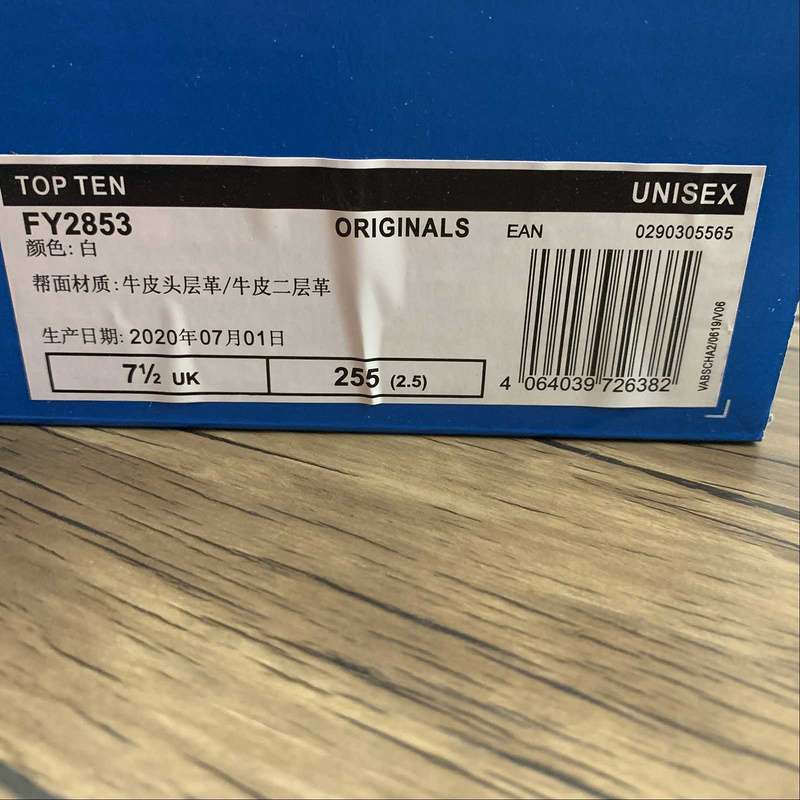 TOP TEN UNISEX
FY2853 ORIGINALS EAN 0290305565
颜色: 白
帮面材质: 牛皮头层革/牛皮二层革
生产日期: 2020年07月01日
7½ UK 255 (2.5)
4 064039 726382
VABSCHA2/0619/V06